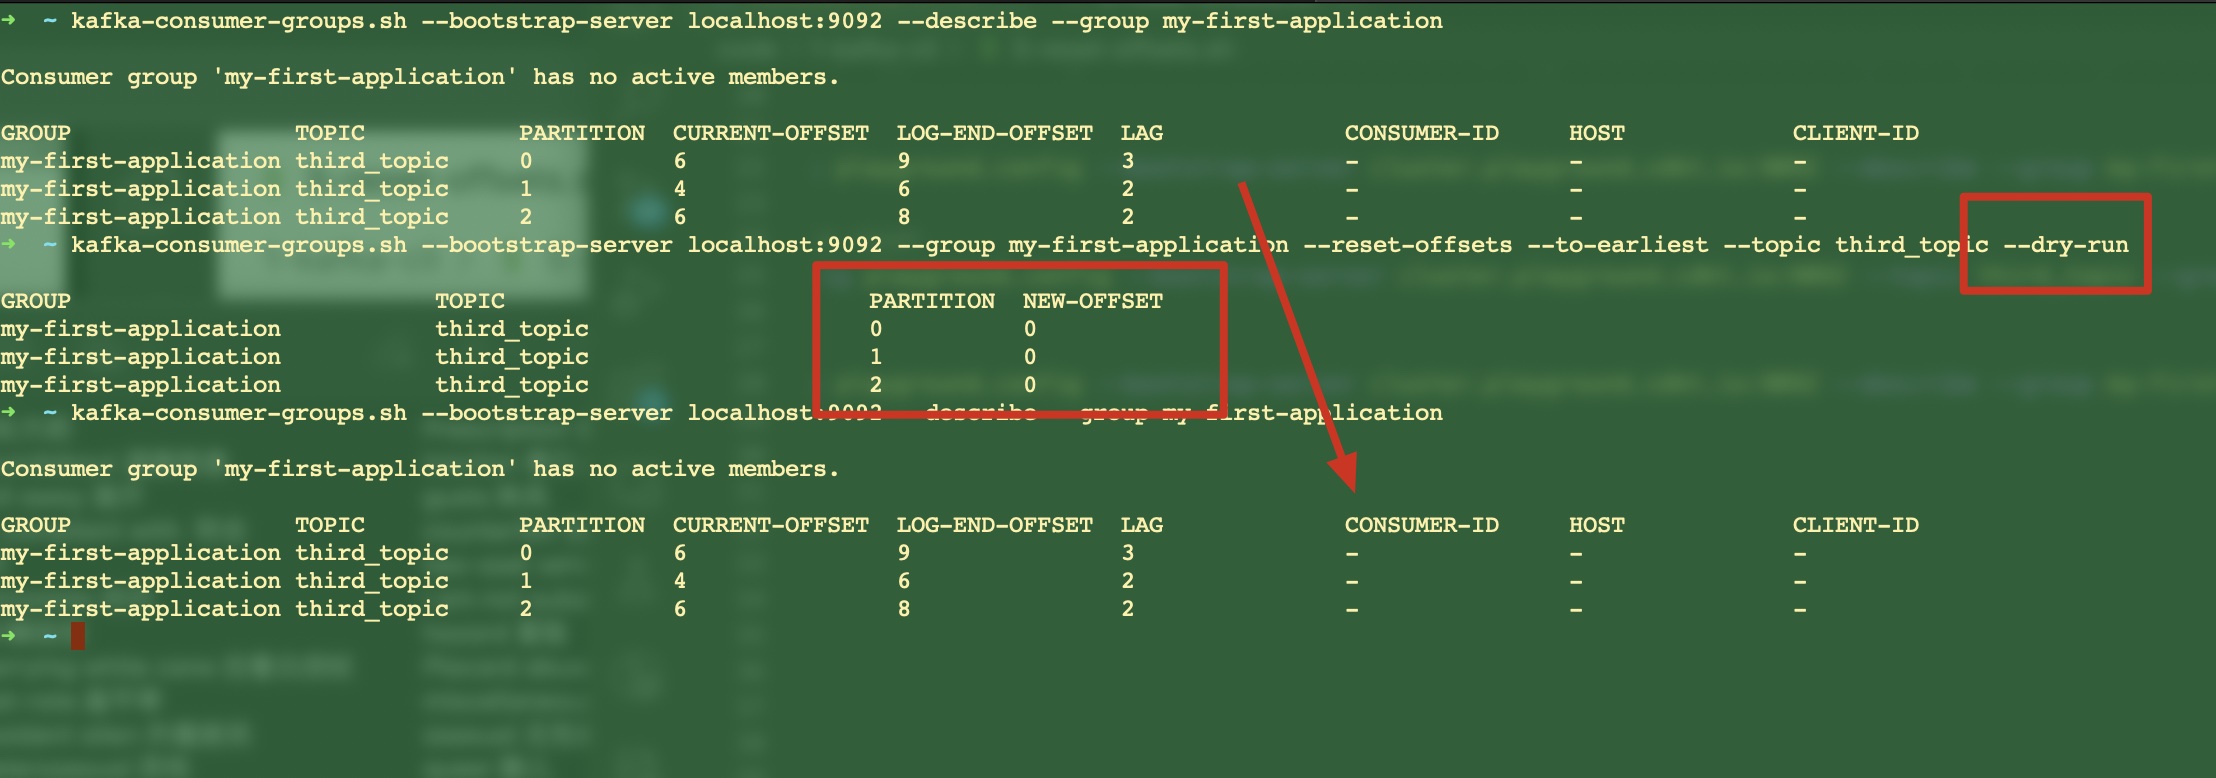 ➜ ~ kafka-consumer-groups.sh --bootstrap-server localhost:9092 --describe --group my-first-application
Consumer group 'my-first-application' has no active members.
GROUP TOPIC PARTITION CURRENT-OFFSET LOG-END-OFFSET LAG CONSUMER-ID HOST CLIENT-ID
my-first-application third_topic 0 6 9 3 - - -
my-first-application third_topic 1 4 6 2 - - -
my-first-application third_topic 2 6 8 2 - - -
➜ ~ kafka-consumer-groups.sh --bootstrap-server localhost:9092 --group my-first-application --reset-offsets --to-earliest --topic third_topic --dry-run
GROUP TOPIC PARTITION NEW-OFFSET
my-first-application third_topic 0 0
my-first-application third_topic 1 0
my-first-application third_topic 2 0
➜ ~ kafka-consumer-groups.sh --bootstrap-server localhost:9092 --describe --group my-first-application
Consumer group 'my-first-application' has no active members.
GROUP TOPIC PARTITION CURRENT-OFFSET LOG-END-OFFSET LAG CONSUMER-ID HOST CLIENT-ID
my-first-application third_topic 0 6 9 3 - - -
my-first-application third_topic 1 4 6 2 - - -
my-first-application third_topic 2 6 8 2 - - -
➜ ~